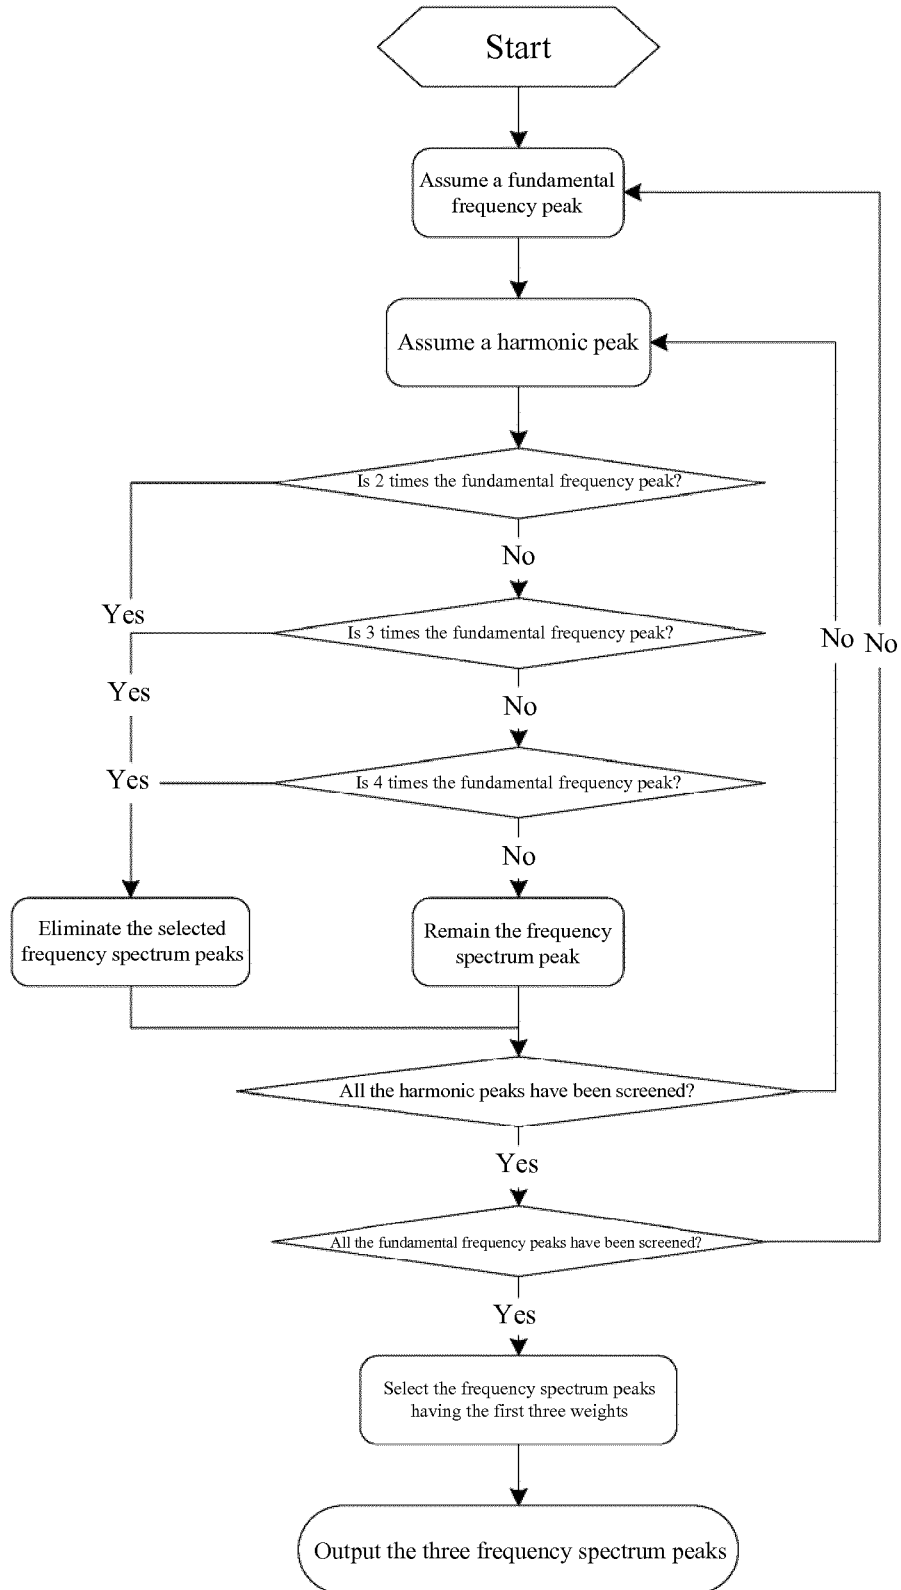 Start
Assume a fundamental
frequency peak
Assume a harmonic peak
Is 2 times the fundamental frequency peak?
No
Yes
Is 3 times the fundamental frequency peak?
No
No
Yes
No
Yes
Is 4 times the fundamental frequency peak?
No
Eliminate the selected
frequency spectrum peaks
Remain the frequency
spectrum peak
All the harmonic peaks have been screened?
Yes
All the fundamental frequency peaks have been screened?
Yes
Select the frequency spectrum peaks
having the first three weights
Output the three frequency spectrum peaks